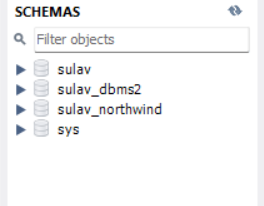 SCHEMAS
Filter objects
sulav
sulav_dbms2
sulav_northwind
sys